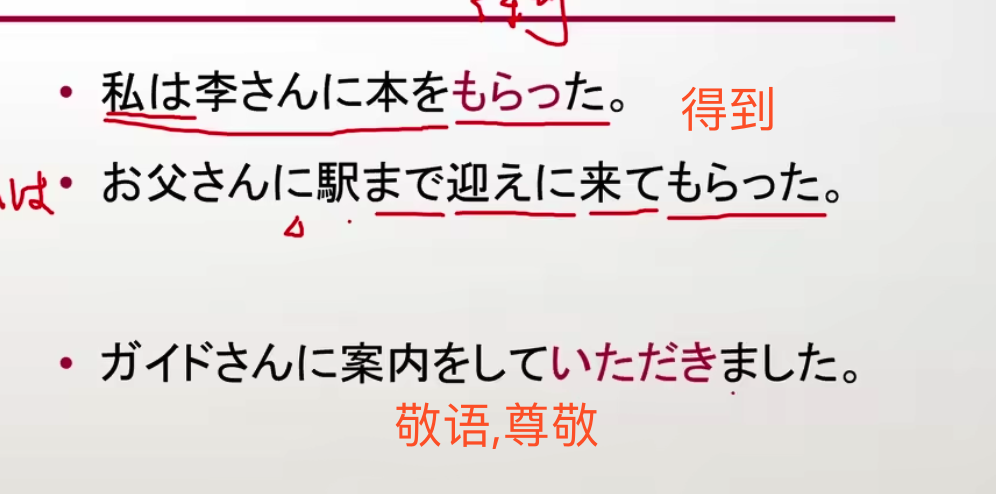 • 私は李さんに本をもらった。 得到
は • お父さんに駅まで迎えに来てもらった。
• ガイドさんに案内をしていただきました。
敬语,尊敬